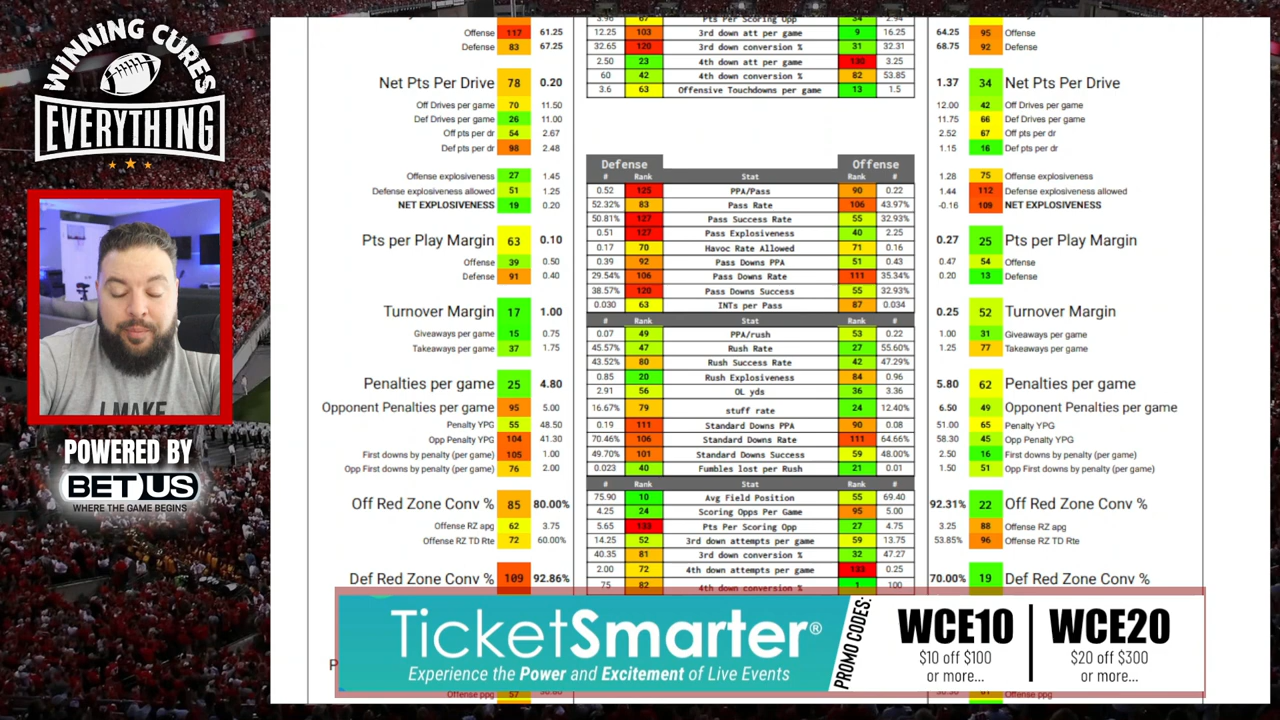 WINNING CURES
EVERYTHING
I MAKE
POWERED BY
BETUS
WHERE THE GAME BEGINS
Offense 117 61.25
Defense 83 67.25
Net Pts Per Drive 78 0.20
Off Drives per game 70 11.50
Def Drives per game 26 11.00
Off pts per dr 54 2.67
Def pts per dr 98 2.48
Offense explosiveness 27 1.45
Defense explosiveness allowed 51 1.25
NET EXPLOSIVENESS 19 0.20
Pts per Play Margin 63 0.10
Offense 39 0.50
Defense 91 0.40
Turnover Margin 17 1.00
Giveaways per game 15 0.75
Takeaways per game 37 1.75
Penalties per game 25 4.80
Opponent Penalties per game 95 5.00
Penalty YPG 55 48.50
Opp Penalty YPG 104 41.30
First downs by penalty (per game) 105 1.00
Opp First downs by penalty (per game) 76 2.00
Off Red Zone Conv % 85 80.00%
Offense RZ apg 62 3.75
Offense RZ TD Rte 72 60.00%
Def Red Zone Conv % 109 92.86%
Offense ppg 57
3.96 67 Pts Per Scoring Opp 34 2.94
12.25 103 3rd down att per game 9 16.25
32.65 120 3rd down conversion % 31 32.31
2.50 23 4th down att per game 130 3.25
60 42 4th down conversion % 82 53.85
3.6 63 Offensive Touchdowns per game 13 1.5
Defense Offense
# Rank Stat Rank #
0.52 125 PPA/Pass 90 0.22
52.32% 83 Pass Rate 106 43.97%
50.81% 127 Pass Success Rate 55 32.93%
0.51 127 Pass Explosiveness 40 2.25
0.17 70 Havoc Rate Allowed 71 0.16
0.39 92 Pass Downs PPA 51 0.43
29.54% 106 Pass Downs Rate 111 35.34%
38.57% 120 Pass Downs Success 55 32.93%
0.030 63 INTs per Pass 87 0.034
# Rank Stat Rank #
0.07 49 PPA/rush 53 0.22
45.57% 47 Rush Rate 27 55.60%
43.52% 80 Rush Success Rate 42 47.29%
0.85 20 Rush Explosiveness 84 0.96
2.91 56 OL yds 36 3.36
16.67% 79 stuff rate 24 12.40%
0.19 111 Standard Downs PPA 90 0.08
70.46% 106 Standard Downs Rate 111 64.66%
49.70% 101 Standard Downs Success 59 48.00%
0.023 40 Fumbles lost per Rush 21 0.01
# Rank Stat Rank #
75.90 10 Avg Field Position 55 69.40
4.25 24 Scoring Opps Per Game 95 5.00
5.65 133 Pts Per Scoring Opp 27 4.75
14.25 52 3rd down attempts per game 59 13.75
40.35 81 3rd down conversion % 32 47.27
2.00 72 4th down attempts per game 133 0.25
75 82 4th down conversion % 1 100
64.25 95 Offense
68.75 92 Defense
1.37 34 Net Pts Per Drive
12.00 42 Off Drives per game
11.75 66 Def Drives per game
2.52 67 Off pts per dr
1.15 16 Def pts per dr
1.28 75 Offense explosiveness
1.44 112 Defense explosiveness allowed
-0.16 109 NET EXPLOSIVENESS
0.27 25 Pts per Play Margin
0.47 54 Offense
0.20 13 Defense
0.25 52 Turnover Margin
1.00 31 Giveaways per game
1.25 77 Takeaways per game
5.80 62 Penalties per game
6.50 49 Opponent Penalties per game
51.00 65 Penalty YPG
58.30 45 Opp Penalty YPG
2.50 16 First downs by penalty (per game)
1.50 51 Opp First downs by penalty (per game)
92.31% 22 Off Red Zone Conv %
3.25 88 Offense RZ apg
53.85% 96 Offense RZ TD Rte
70.00% 19 Def Red Zone Conv %
Offense ppg
TicketSmarter®
Experience the Power and Excitement of Live Events
PROMO CODES:
WCE10
$10 off $100
or more...
WCE20
$20 off $300
or more...